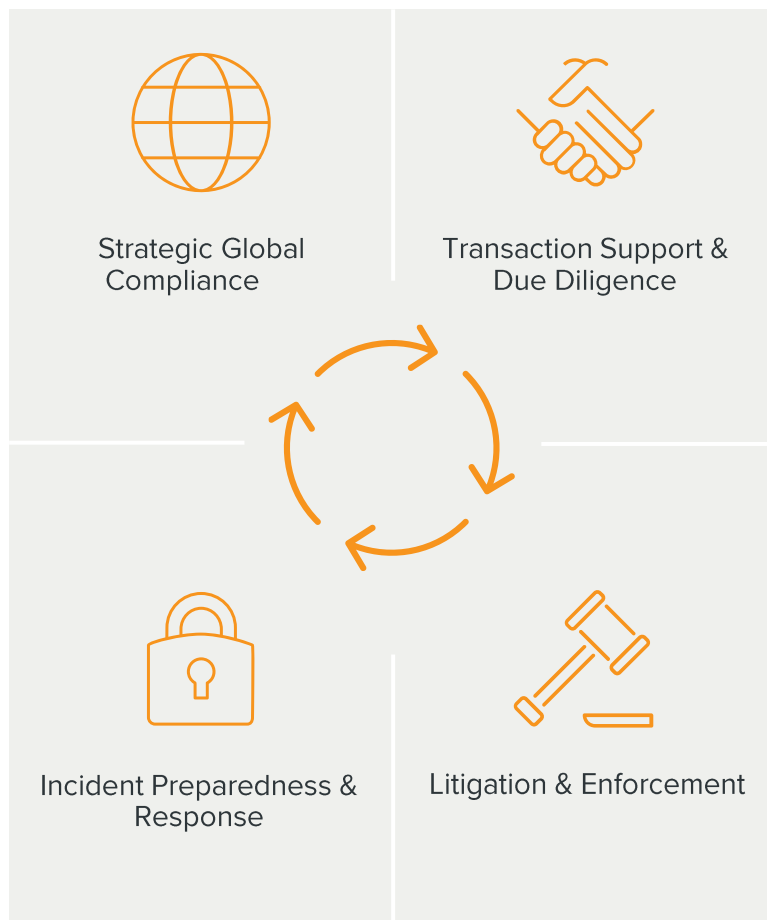 Strategic Global
Compliance
Transaction Support &
Due Diligence
Incident Preparedness &
Response
Litigation & Enforcement